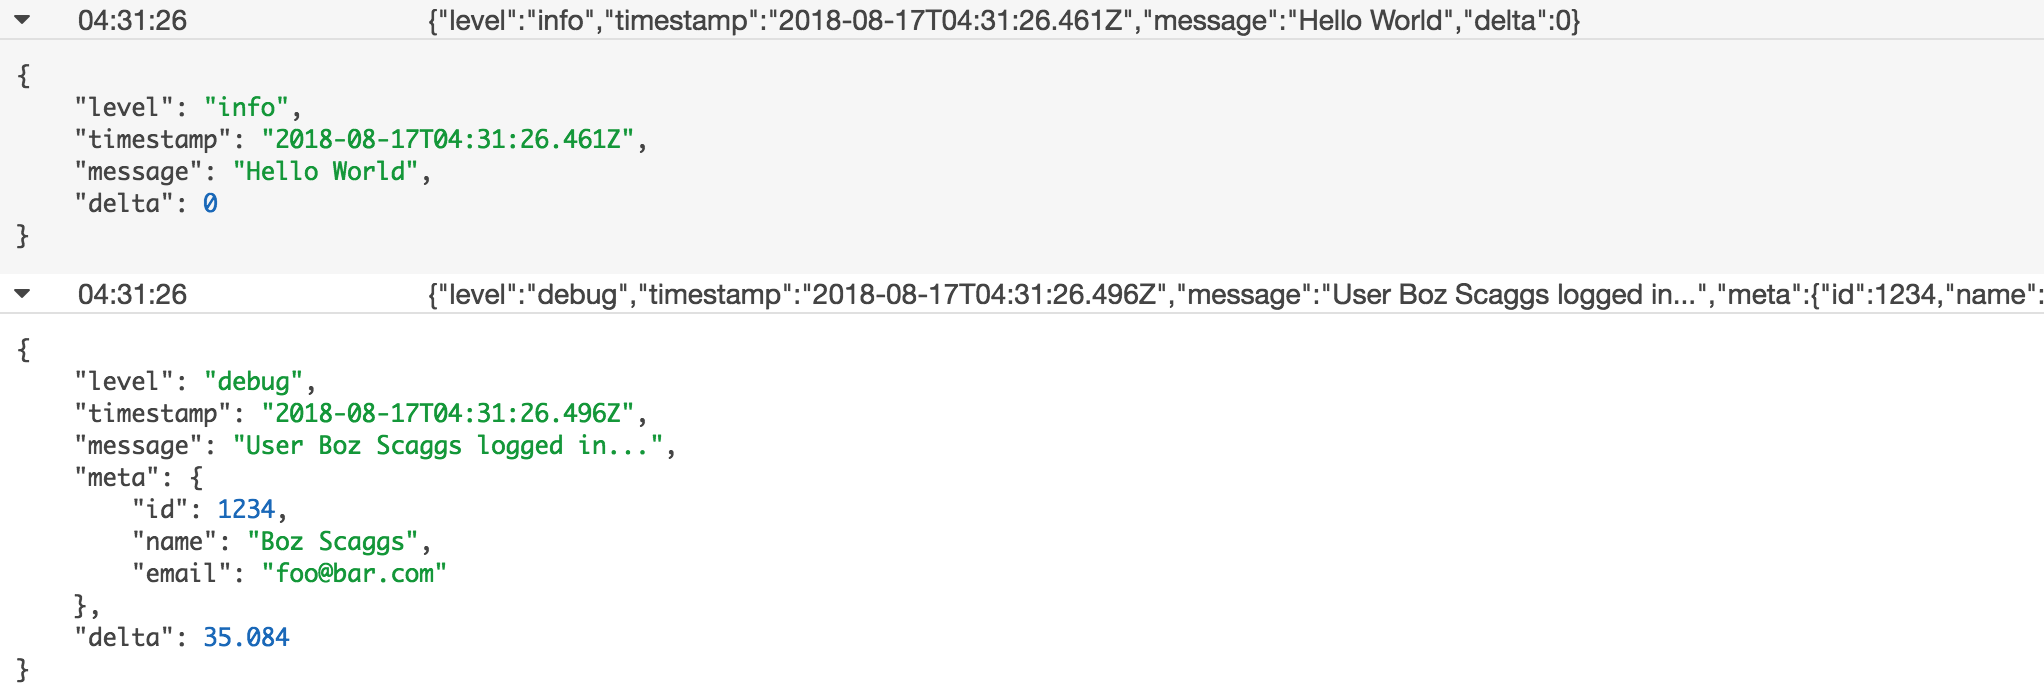 04:31:26 {"level":"info","timestamp":"2018-08-17T04:31:26.461Z","message":"Hello World","delta":0}
{
    "level": "info",
    "timestamp": "2018-08-17T04:31:26.461Z",
    "message": "Hello World",
    "delta": 0
}
04:31:26 {"level":"debug","timestamp":"2018-08-17T04:31:26.496Z","message":"User Boz Scaggs logged in...","meta":{"id":1234,"name":
{
    "level": "debug",
    "timestamp": "2018-08-17T04:31:26.496Z",
    "message": "User Boz Scaggs logged in...",
    "meta": {
        "id": 1234,
        "name": "Boz Scaggs",
        "email": "foo@bar.com"
    },
    "delta": 35.084
}